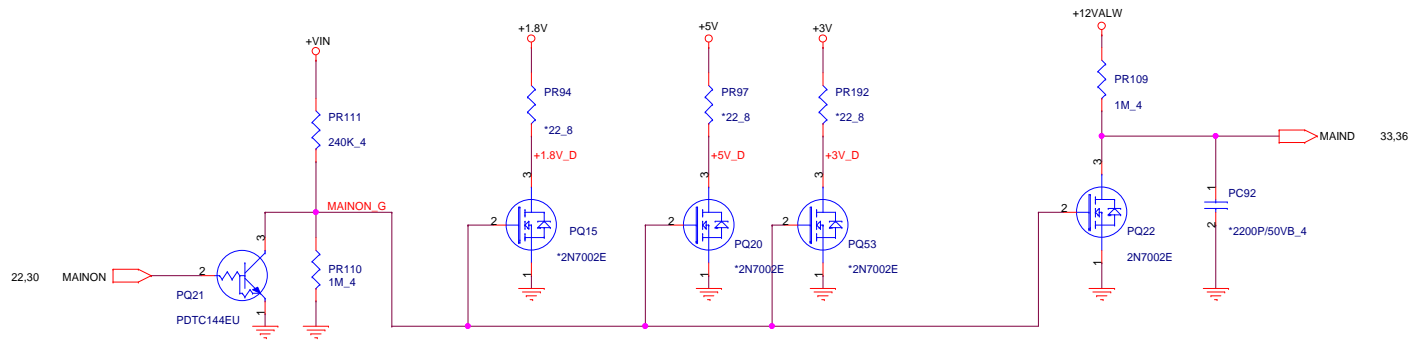 +12VALW
+1.8V
+5V
+3V
+VIN
PR109
1M_4
PR94
*22_8
PR97
*22_8
PR192
*22_8
PR111
240K_4
MAIND 33,36
+1.8V_D
+5V_D
+3V_D
3
3
3
3
1
PC92
2
*2200P/50VB_4
MAINON_G
2
2
2
2
PQ15
*2N7002E
PQ20
*2N7002E
PQ53
*2N7002E
PQ22
2N7002E
1
1
1
1
3
22,30 MAINON
2
PQ21
PDTC144EU
1
PR110
1M_4